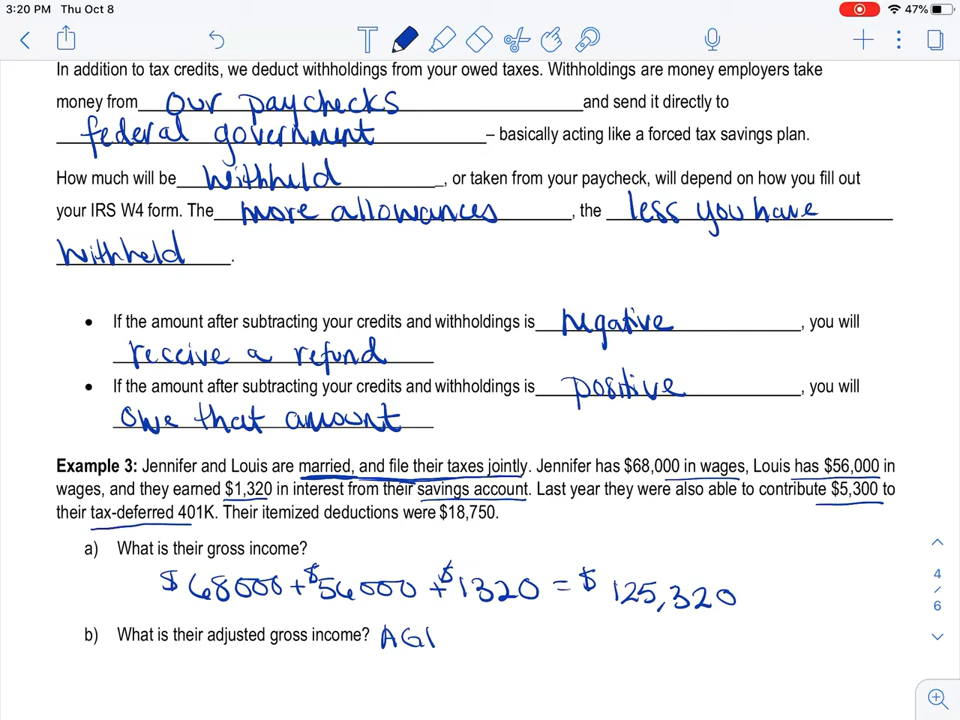 3:20 PM Thu Oct 8 47%
T
In addition to tax credits, we deduct withholdings from your owed taxes. Withholdings are money employers take
money from our paychecks and send it directly to
federal government – basically acting like a forced tax savings plan.
How much will be withheld, or taken from your paycheck, will depend on how you fill out
your IRS W4 form. The more allowances, the less you have
withheld.
• If the amount after subtracting your credits and withholdings is negative, you will
receive a refund
• If the amount after subtracting your credits and withholdings is positive, you will
owe that amount
Example 3: Jennifer and Louis are married, and file their taxes jointly. Jennifer has $68,000 in wages, Louis has $56,000 in
wages, and they earned $1,320 in interest from their savings account. Last year they were also able to contribute $5,300 to
their tax-deferred 401K. Their itemized deductions were $18,750.
a) What is their gross income?
$68000 + $56000 + $1320 = $125,320
b) What is their adjusted gross income? AGI
4
/
6